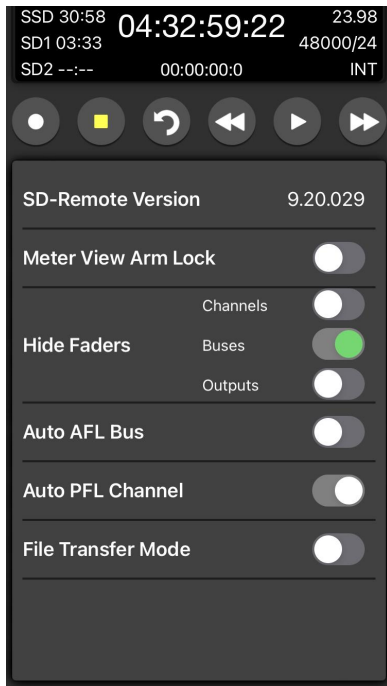 SSD 30:58 04:32:59:22 23.98
SD1 03:33 48000/24
SD2 --:-- 00:00:00:0 INT
SD-Remote Version 9.20.029
Meter View Arm Lock
Channels
Hide Faders Buses
Outputs
Auto AFL Bus
Auto PFL Channel
File Transfer Mode